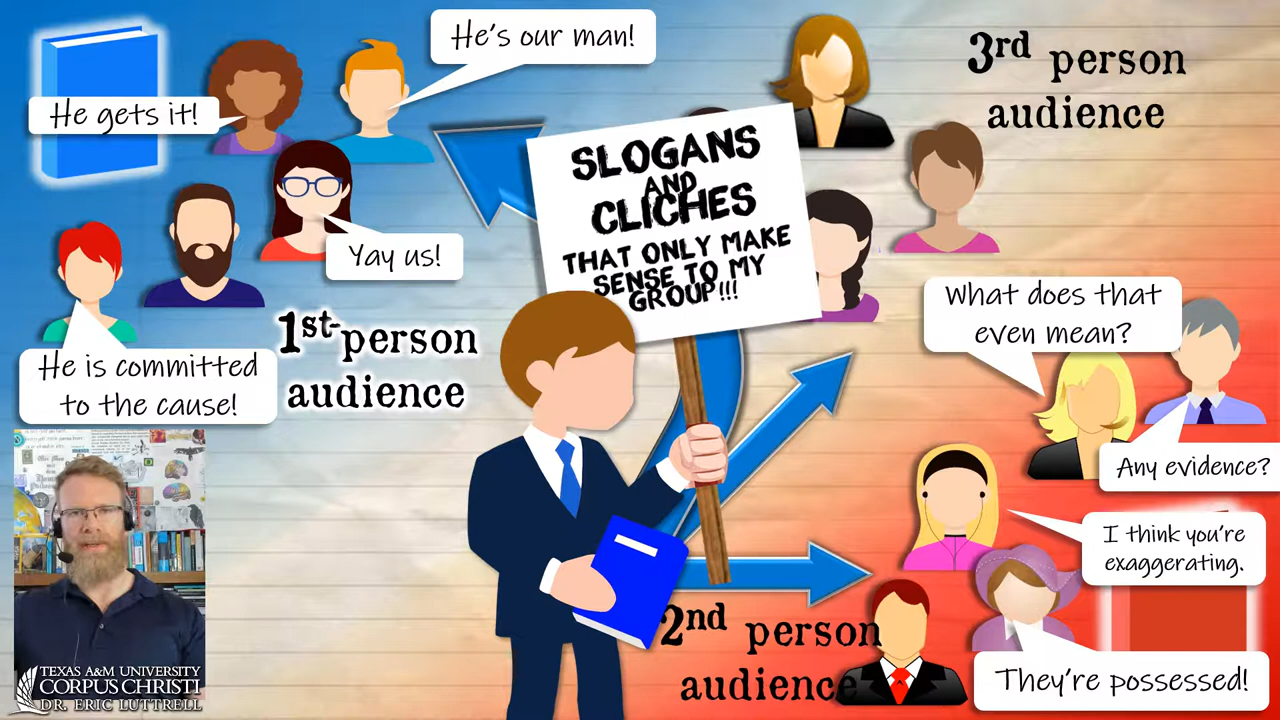 He's our man!
He gets it!
Yay us!
He is committed
to the cause!
1st-person
audience
SLOGANS
AND
CLICHES
THAT ONLY MAKE
SENSE TO MY
GROUP!!!
3rd person
audience
What does that
even mean?
Any evidence?
I think you're
exaggerating.
They're possessed!
2nd person
audience
TEXAS A&M UNIVERSITY
CORPUS CHRISTI
DR. ERIC LUTTRELL